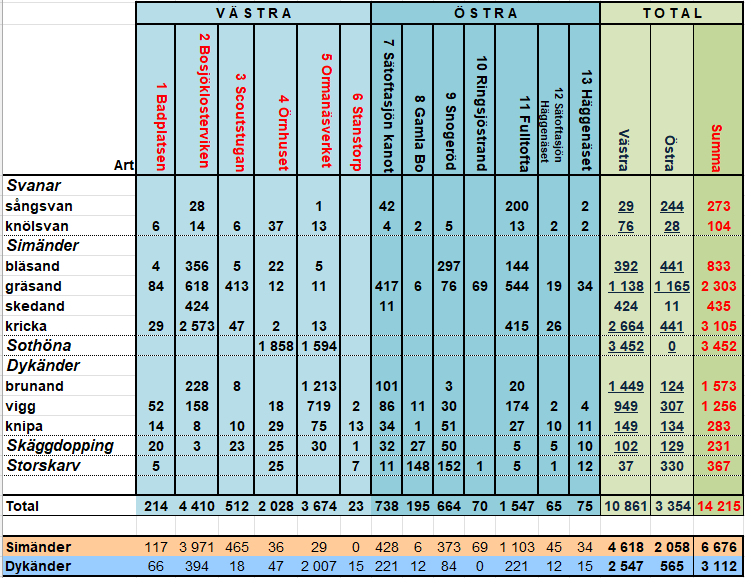 VÄSTRA ÖSTRA TOTAL
Art 1 Badplatsen 2 Bosjöklosterviken 3 Scoutstugan 4 Örnhuset 5 Ormanäsverket 6 Stanstorp 7 Sätoftasjön kanot 8 Gamla Bo 9 Snogeröd 10 Ringsjöstrand 11 Fulltofta 12 Sätoftasjön Häggenäset 13 Häggenäset Västra Östra Summa
Svanar
sångsvan 28 1 42 200 2 29 244 273
knölsvan 6 14 6 37 13 4 2 5 13 2 2 76 28 104
Simänder
bläsand 4 356 5 22 5 297 144 392 441 833
gräsand 84 618 413 12 11 417 6 76 69 544 19 34 1 138 1 165 2 303
skedand 424 11 424 11 435
kricka 29 2 573 47 2 13 415 26 2 664 441 3 105
Sothöna 1 858 1 594 3 452 0 3 452
Dykänder
brunand 228 8 1 213 101 3 20 1 449 124 1 573
vigg 52 158 18 719 2 86 11 30 174 2 4 949 307 1 256
knipa 14 8 10 29 75 13 34 1 51 27 10 11 149 134 283
Skäggdopping 20 3 23 25 30 1 32 27 50 5 5 10 102 129 231
Storskarv 5 25 7 11 148 152 1 5 1 12 37 330 367
Total 214 4 410 512 2 028 3 674 23 738 195 664 70 1 547 65 75 10 861 3 354 14 215
Simänder 117 3 971 465 36 29 0 428 6 373 69 1 103 45 34 4 618 2 058 6 676
Dykänder 66 394 18 47 2 007 15 221 12 84 0 221 12 15 2 547 565 3 112